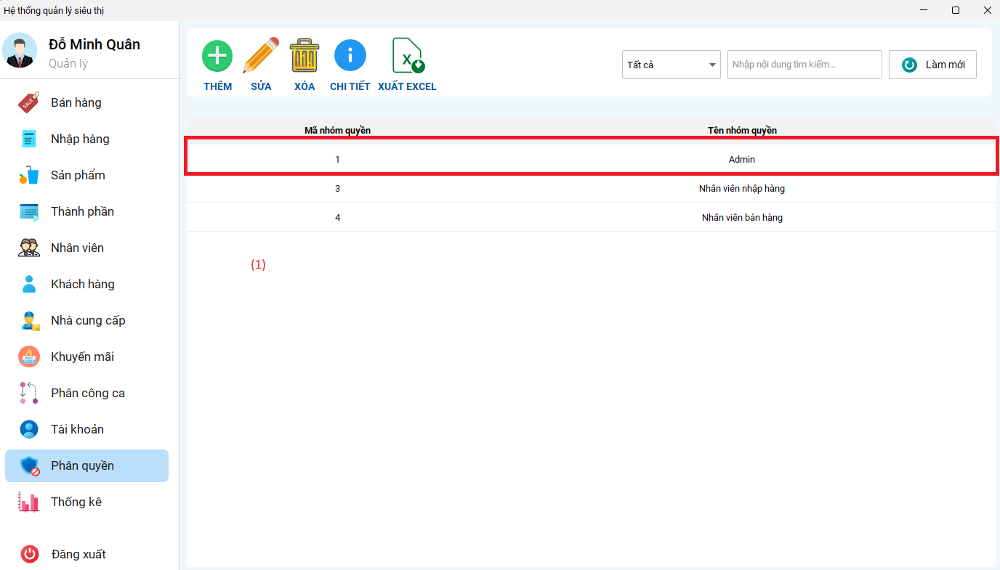 Hệ thống quản lý siêu thị
Đỗ Minh Quân
Quản lý
Bán hàng
Nhập hàng
Sản phẩm
Thành phần
Nhân viên
Khách hàng
Nhà cung cấp
Khuyến mãi
Phân công ca
Tài khoản
Phân quyền
Thống kê
Đăng xuất
THÊM SỬA XÓA CHI TIẾT XUẤT EXCEL
Tất cả Nhập nội dung tìm kiếm... Làm mới
Mã nhóm quyền Tên nhóm quyền
1 Admin
3 Nhân viên nhập hàng
4 Nhân viên bán hàng
(1)